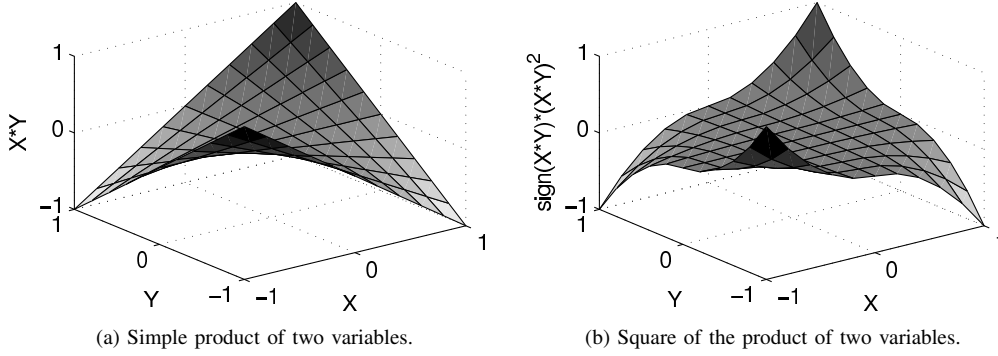 1
0
−1
X*Y
1
0
−1
Y
−1
0
1
X
(a) Simple product of two variables.
1
0
−1
sign(X*Y)*(X*Y)²
1
0
−1
Y
−1
0
X
(b) Square of the product of two variables.